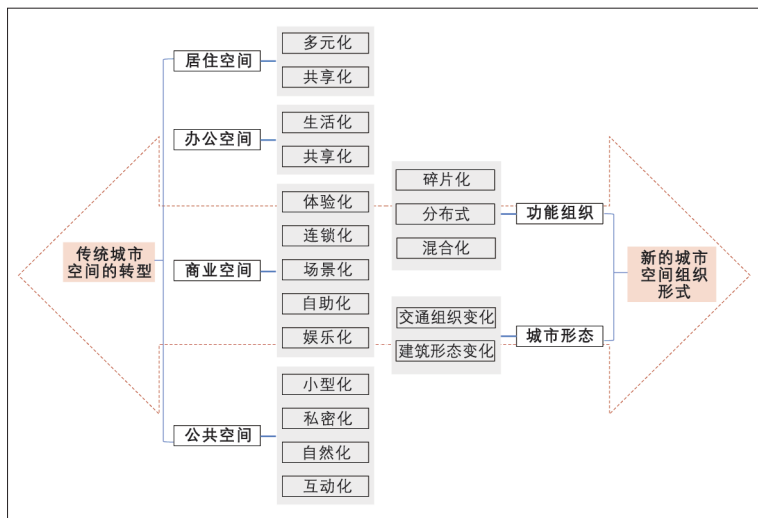 传统城市
空间的转型
居住空间
多元化
共享化
办公空间
生活化
共享化
商业空间
体验化
连锁化
场景化
自助化
娱乐化
公共空间
小型化
私密化
自然化
互动化
碎片化
分布式
混合化
功能组织
交通组织变化
建筑形态变化
城市形态
新的城市
空间组织
形式